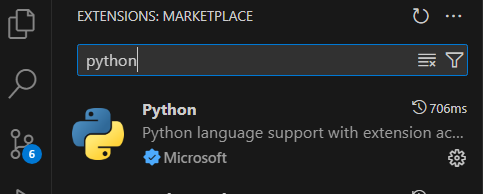 EXTENSIONS: MARKETPLACE
python
Python 706ms
Python language support with extension ac...
Microsoft
6